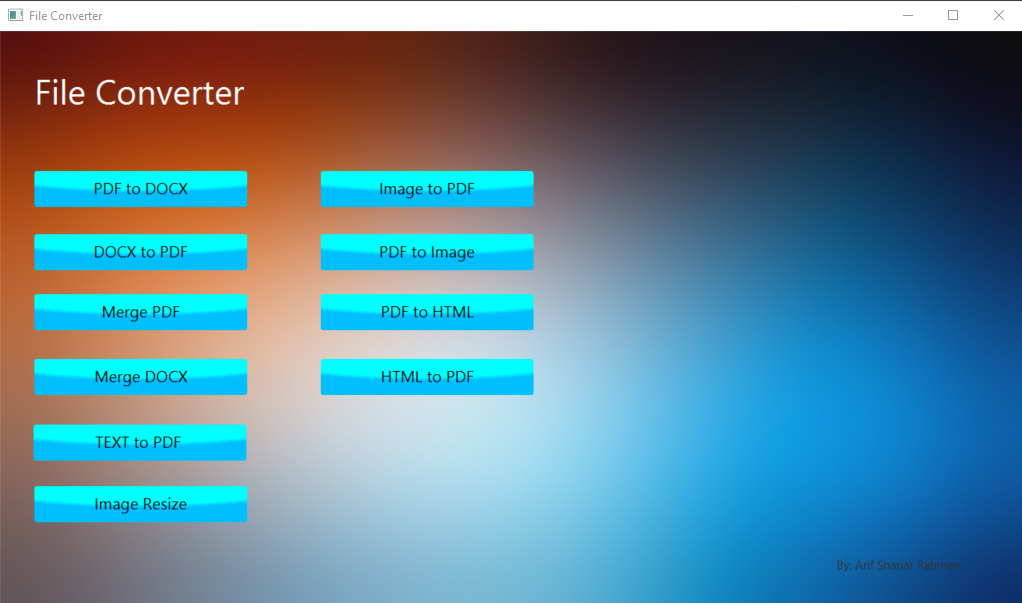 File Converter
File Converter
PDF to DOCX
DOCX to PDF
Merge PDF
Merge DOCX
TEXT to PDF
Image Resize
Image to PDF
PDF to Image
PDF to HTML
HTML to PDF
By: Arif Shariar Rahman